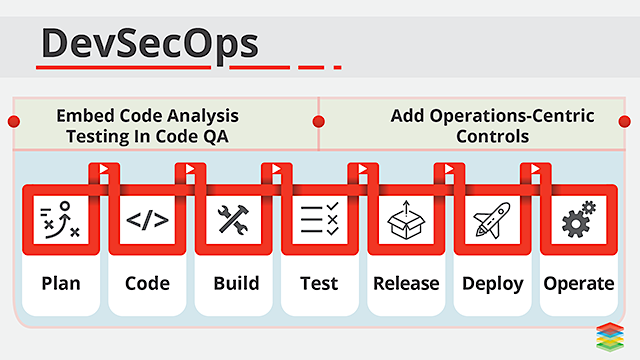 DevSecOps
Embed Code Analysis
Testing In Code QA
Add Operations-Centric
Controls
</>
Plan
Code
Build
Test
Release
Deploy
Operate